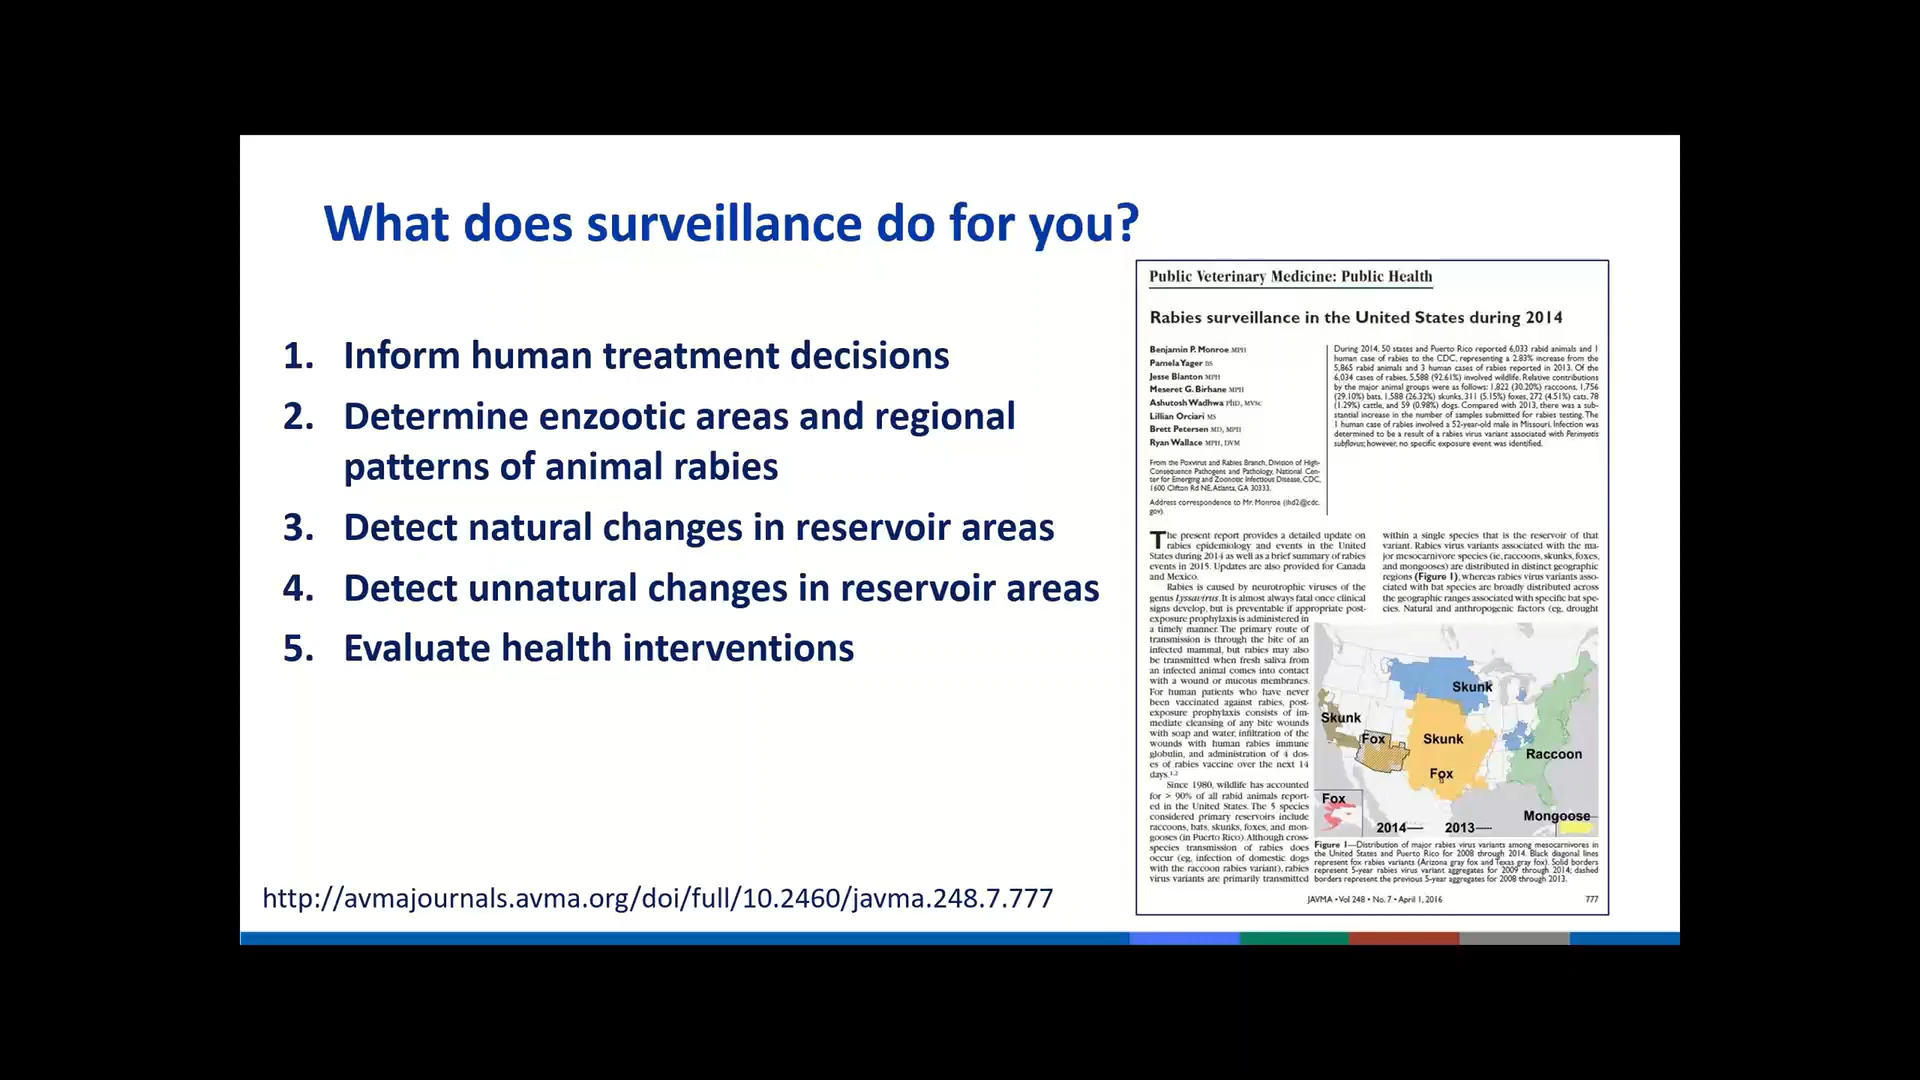 What does surveillance do for you?
1. Inform human treatment decisions
2. Determine enzootic areas and regional
patterns of animal rabies
3. Detect natural changes in reservoir areas
4. Detect unnatural changes in reservoir areas
5. Evaluate health interventions
http://avmajournals.avma.org/doi/full/10.2460/javma.248.7.777
Public Veterinary Medicine: Public Health
Rabies surveillance in the United States during 2014
Benjamin P. Monroe MPH
Pamela Yager BS
Jesse Blanton MPH
Meseret G. Birhane MPH
Ashutosh Wadhwa PhD, MVSc
Lillian Orciari MS
Brett Petersen MD, MPH
Ryan Wallace MPH, DVM
From the Poxvirus and Rabies Branch, Division of High-
Consequence Pathogens and Pathology, National Cen-
ter for Emerging and Zoonotic Infectious Disease, CDC,
1600 Clifton Rd NE, Atlanta, GA 30333.
Address correspondence to Mr. Monroe (ihd2@cdc.
gov).
During 2014, 50 states and Puerto Rico reported 6,033 rabid animals and 1
human case of rabies to the CDC, representing a 2.83% increase from the
5,865 rabid animals and 3 human cases of rabies reported in 2013. Of the
6,034 cases of rabies, 5,588 (92.61%) involved wildlife. Relative contributions
by the major animal groups were as follows: 1,822 (30.20%) raccoons, 1,756
(29.10%) bats, 1,588 (26.32%) skunks, 311 (5.15%) foxes, 272 (4.51%) cats, 78
(1.29%) cattle, and 59 (0.98%) dogs. Compared with 2013, there was a sub-
stantial increase in the number of samples submitted for rabies testing. The
1 human case of rabies involved a 52-year-old male in Missouri. Infection was
determined to be a result of a rabies virus variant associated with Perimyotis
subflavus; however, no specific exposure event was identified.
The present report provides a detailed update on
rabies epidemiology and events in the United
States during 2014 as well as a brief summary of rabies
events in 2015. Updates are also provided for Canada
and Mexico.
Rabies is caused by neurotrophic viruses of the
genus Lyssavirus. It is almost always fatal once clinical
signs develop, but is preventable if appropriate post-
exposure prophylaxis is administered in
a timely manner. The primary route of
transmission is through the bite of an
infected mammal, but rabies may also
be transmitted when fresh saliva from
an infected animal comes into contact
with a wound or mucous membranes.
For human patients who have never
been vaccinated against rabies, post-
exposure prophylaxis consists of im-
mediate cleansing of any bite wounds
with soap and water, infiltration of the
wounds with human rabies immune
globulin, and administration of 4 dos-
es of rabies vaccine over the next 14
days.1,2
Since 1980, wildlife has accounted
for > 90% of all rabid animals report-
ed in the United States. The 5 species
considered primary reservoirs include
raccoons, bats, skunks, foxes, and mon-
gooses (in Puerto Rico). Although cross-
species transmission of rabies does
occur (eg, infection of domestic dogs
with the raccoon rabies variant), rabies
virus variants are primarily transmitted
within a single species that is the reservoir of that
variant. Rabies virus variants associated with the ma-
jor mesocarnivore species (ie, raccoons, skunks, foxes,
and mongooses) are distributed in distinct geographic
regions (Figure 1), whereas rabies virus variants asso-
ciated with bat species are broadly distributed across
the geographic ranges associated with specific bat spe-
cies. Natural and anthropogenic factors (eg, drought
Skunk
Skunk
Fox
Skunk
Raccoon
Fox
Fox
Mongoose
2014 2013
Figure 1—Distribution of major rabies virus variants among mesocarnivores in
the United States and Puerto Rico for 2008 through 2014. Black diagonal lines
represent fox rabies variants (Arizona gray fox and Texas gray fox). Solid borders
represent 5-year rabies virus variant aggregates for 2009 through 2014; dashed
borders represent the previous 5-year aggregates for 2008 through 2013.
JAVMA • Vol 248 • No. 7 • April 1, 2016
777